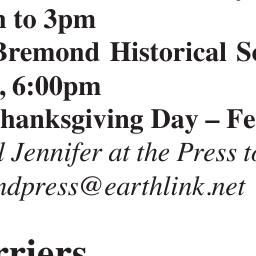 to 3pm
Bremond Historical
, 6:00pm
hanksgiving Day – Fe
Jennifer at the Press to
ndpress@earthlink.net
rriers